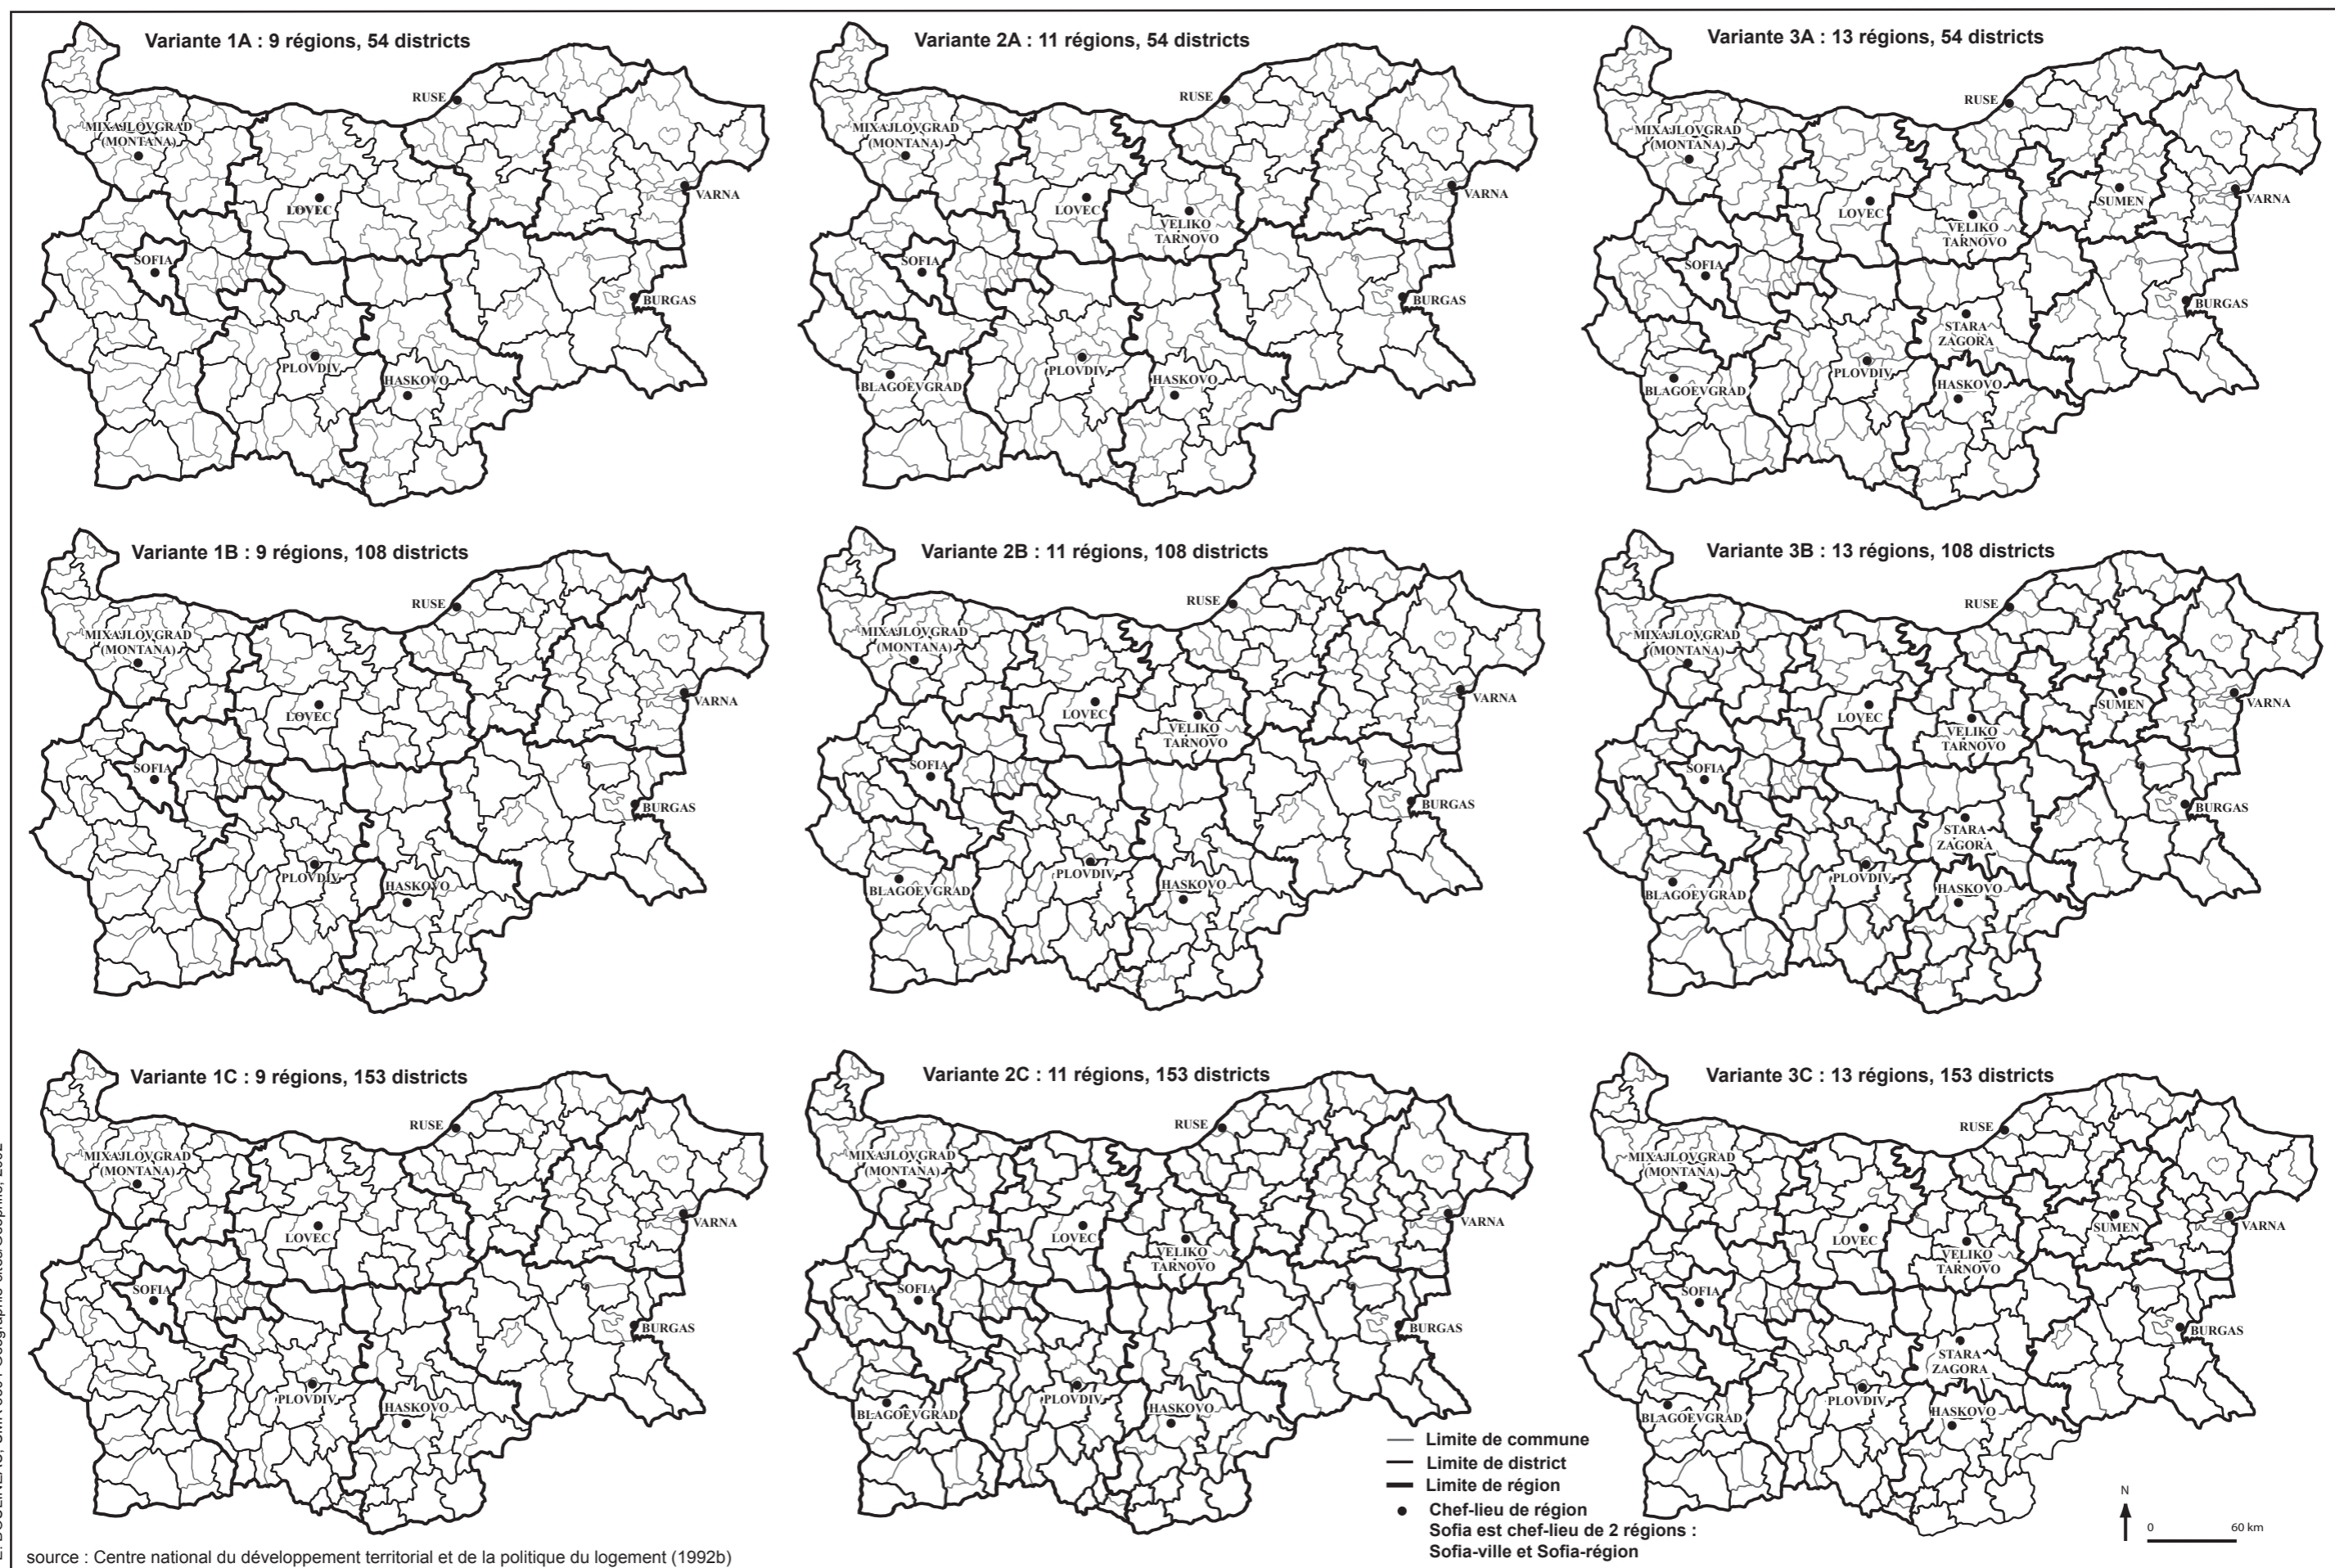 Variante 1A : 9 régions, 54 districts
RUSE
MIXAJLOVGRAD
(MONTANA)
LOVEC
VARNA
SOFIA
BURGAS
PLOVDIV
HASKOVO
Variante 2A : 11 régions, 54 districts
RUSE
MIXAJLOVGRAD
(MONTANA)
LOVEC
VELIKO
TARNOVO
VARNA
SOFIA
BURGAS
BLAGOEVGRAD
PLOVDIV
HASKOVO
Variante 3A : 13 régions, 54 districts
RUSE
MIXAJLOVGRAD
(MONTANA)
LOVEC
SUMEN
VARNA
VELIKO
TARNOVO
SOFIA
BURGAS
STARA
ZAGORA
PLOVDIV
BLAGOEVGRAD
HASKOVO
Variante 1B : 9 régions, 108 districts
RUSE
MIXAJLOVGRAD
(MONTANA)
LOVEC
VARNA
SOFIA
BURGAS
PLOVDIV
HASKOVO
Variante 2B : 11 régions, 108 districts
RUSE
MIXAJLOVGRAD
(MONTANA)
LOVEC
VELIKO
TARNOVO
VARNA
SOFIA
BURGAS
BLAGOEVGRAD
PLOVDIV
HASKOVO
Variante 3B : 13 régions, 108 districts
RUSE
MIXAJLOVGRAD
(MONTANA)
LOVEC
SUMEN
VARNA
VELIKO
TARNOVO
SOFIA
BURGAS
STARA
ZAGORA
PLOVDIV
BLAGOEVGRAD
HASKOVO
Variante 1C : 9 régions, 153 districts
RUSE
MIXAJLOVGRAD
(MONTANA)
LOVEC
VARNA
SOFIA
BURGAS
PLOVDIV
HASKOVO
Variante 2C : 11 régions, 153 districts
RUSE
MIXAJLOVGRAD
(MONTANA)
LOVEC
VELIKO
TARNOVO
VARNA
SOFIA
BURGAS
BLAGOEVGRAD
PLOVDIV
HASKOVO
Variante 3C : 13 régions, 153 districts
RUSE
MIXAJLOVGRAD
(MONTANA)
LOVEC
SUMEN
VARNA
VELIKO
TARNOVO
SOFIA
BURGAS
STARA
ZAGORA
PLOVDIV
BLAGOEVGRAD
HASKOVO
Limite de commune
Limite de district
Limite de région
Chef-lieu de région
Sofia est chef-lieu de 2 régions :
Sofia-ville et Sofia-région
N
0 60 km
source : Centre national du développement territorial et de la politique du logement (1992b)